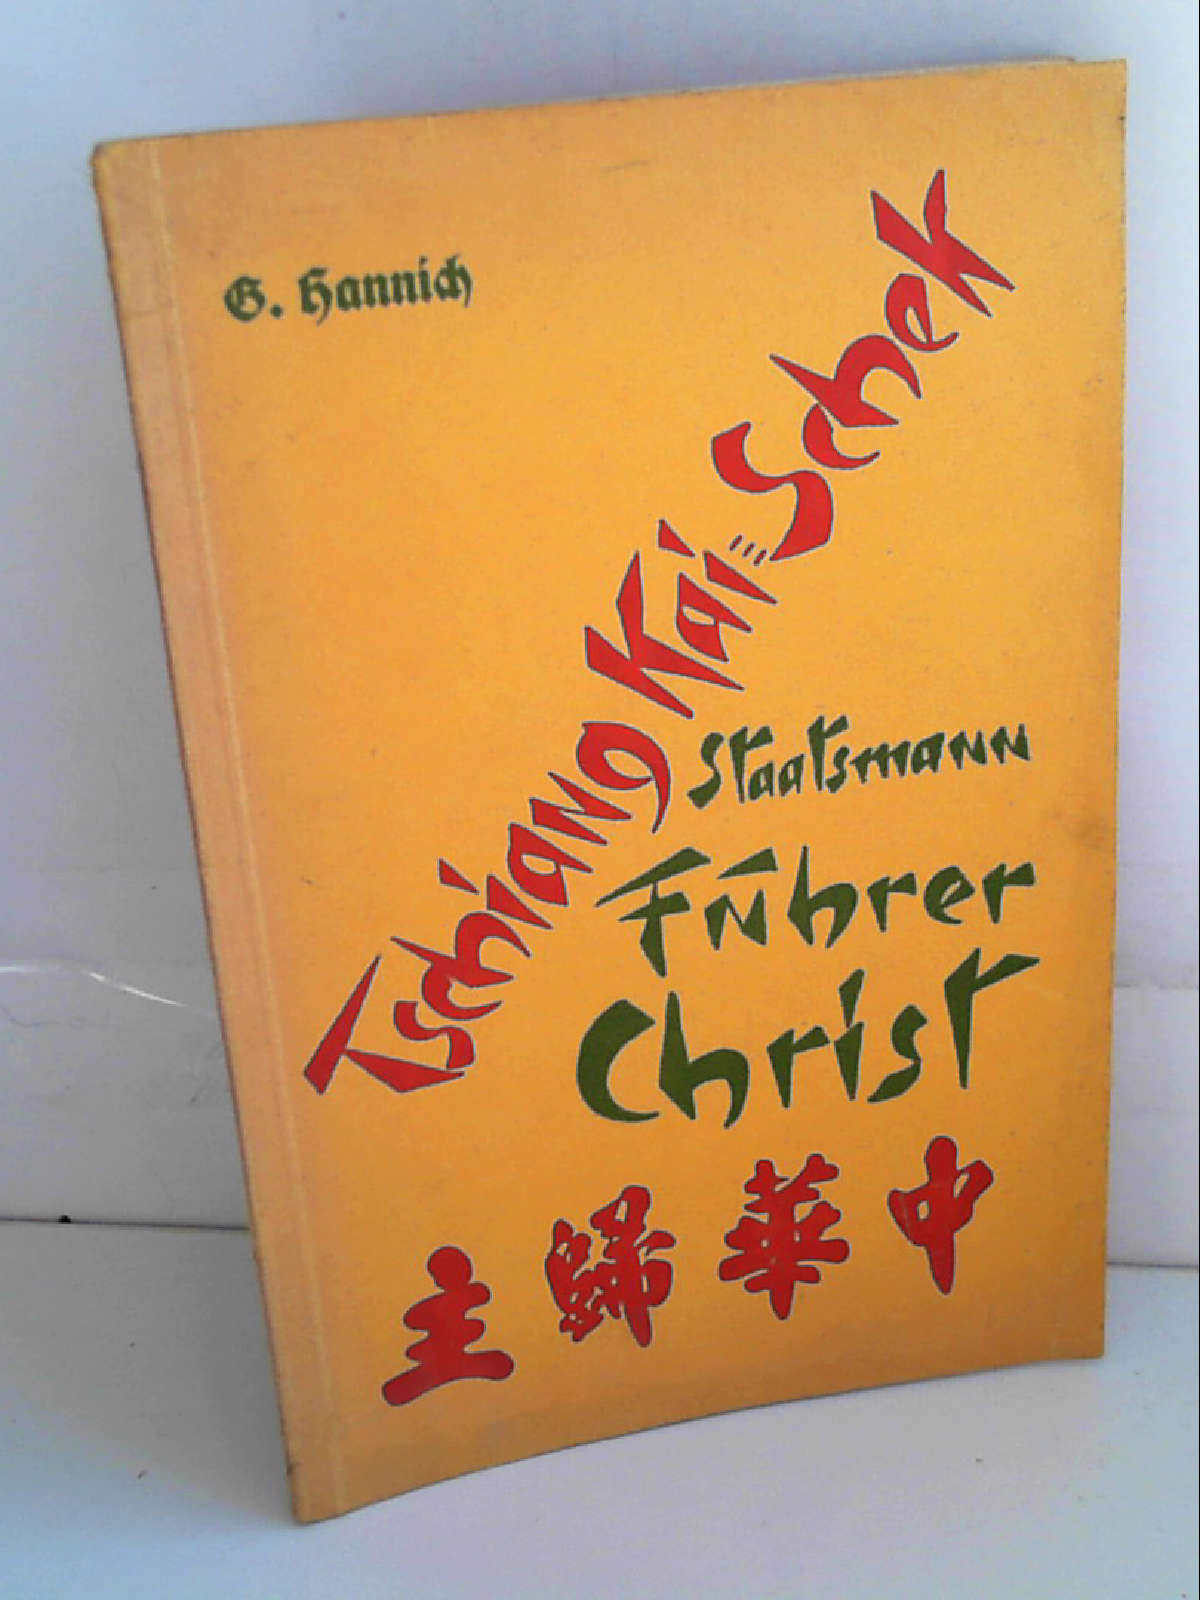 G. Hannich
Tschiang Kai=Schek
Staatsmann
Führer
Christ
中華歸主